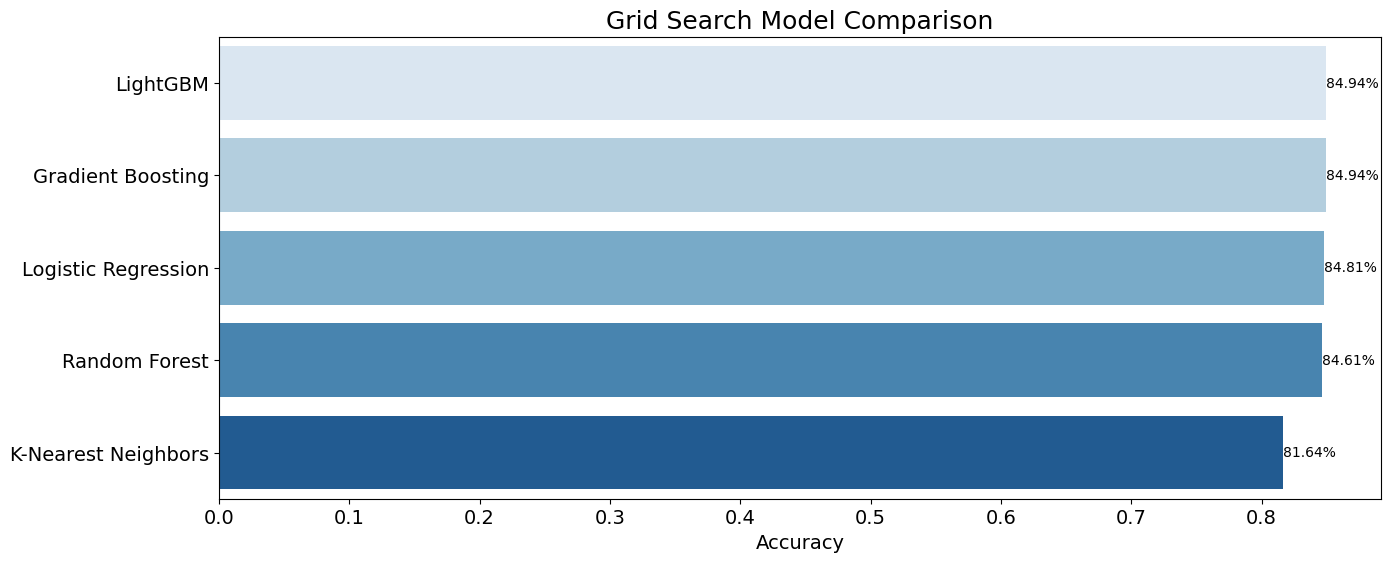 Grid Search Model Comparison
LightGBM
84.94%
Gradient Boosting
84.94%
Logistic Regression
84.81%
Random Forest
84.61%
K-Nearest Neighbors
81.64%
0.0 0.1 0.2 0.3 0.4 0.5 0.6 0.7 0.8
Accuracy